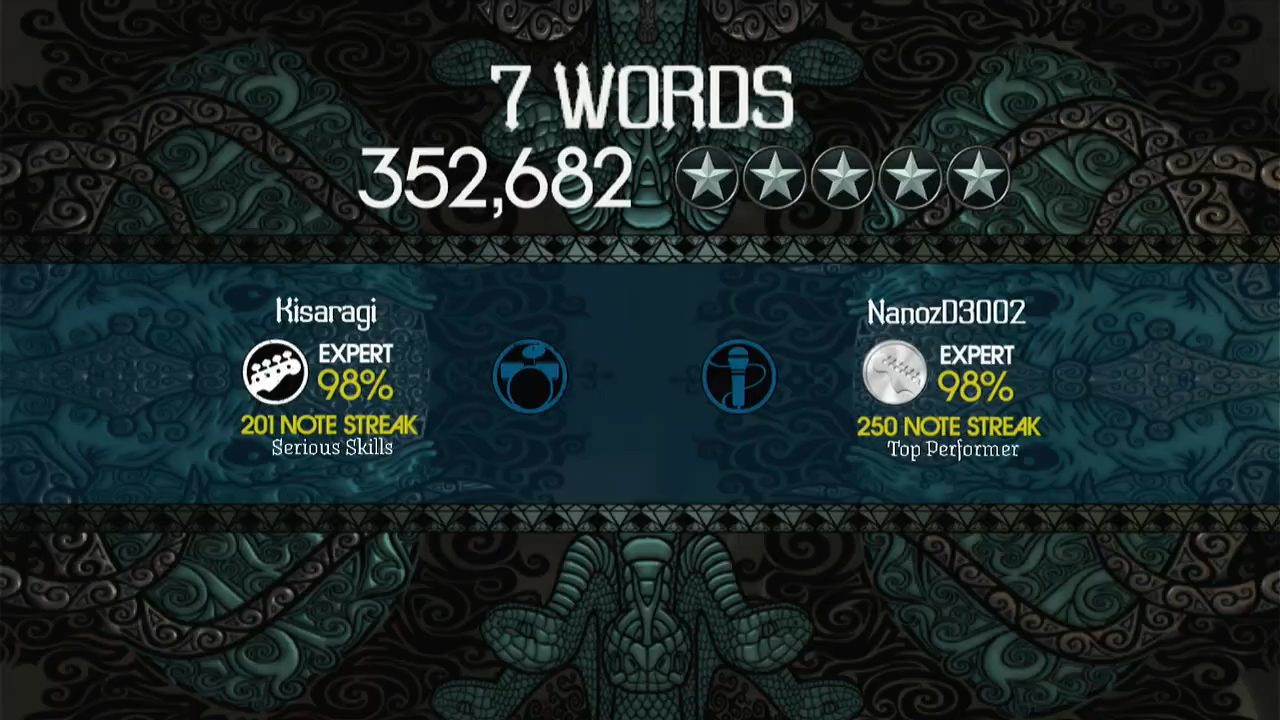 7 WORDS
352,682
Kisaragi
EXPERT
98%
201 NOTE STREAK
Serious Skills
NanozD3002
EXPERT
98%
250 NOTE STREAK
Top Performer